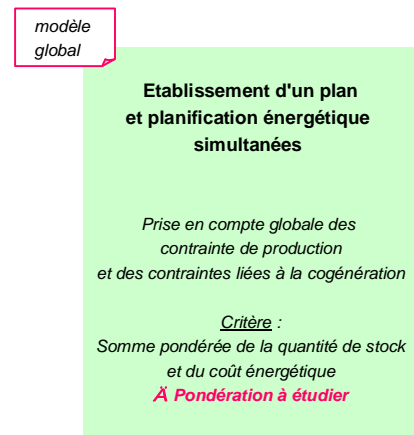 modèle
global
Etablissement d'un plan
et planification énergétique
simultanées
Prise en compte globale des
contrainte de production
et des contraintes liées à la cogénération
Critère :
Somme pondérée de la quantité de stock
et du coût énergétique
Ä Pondération à étudier